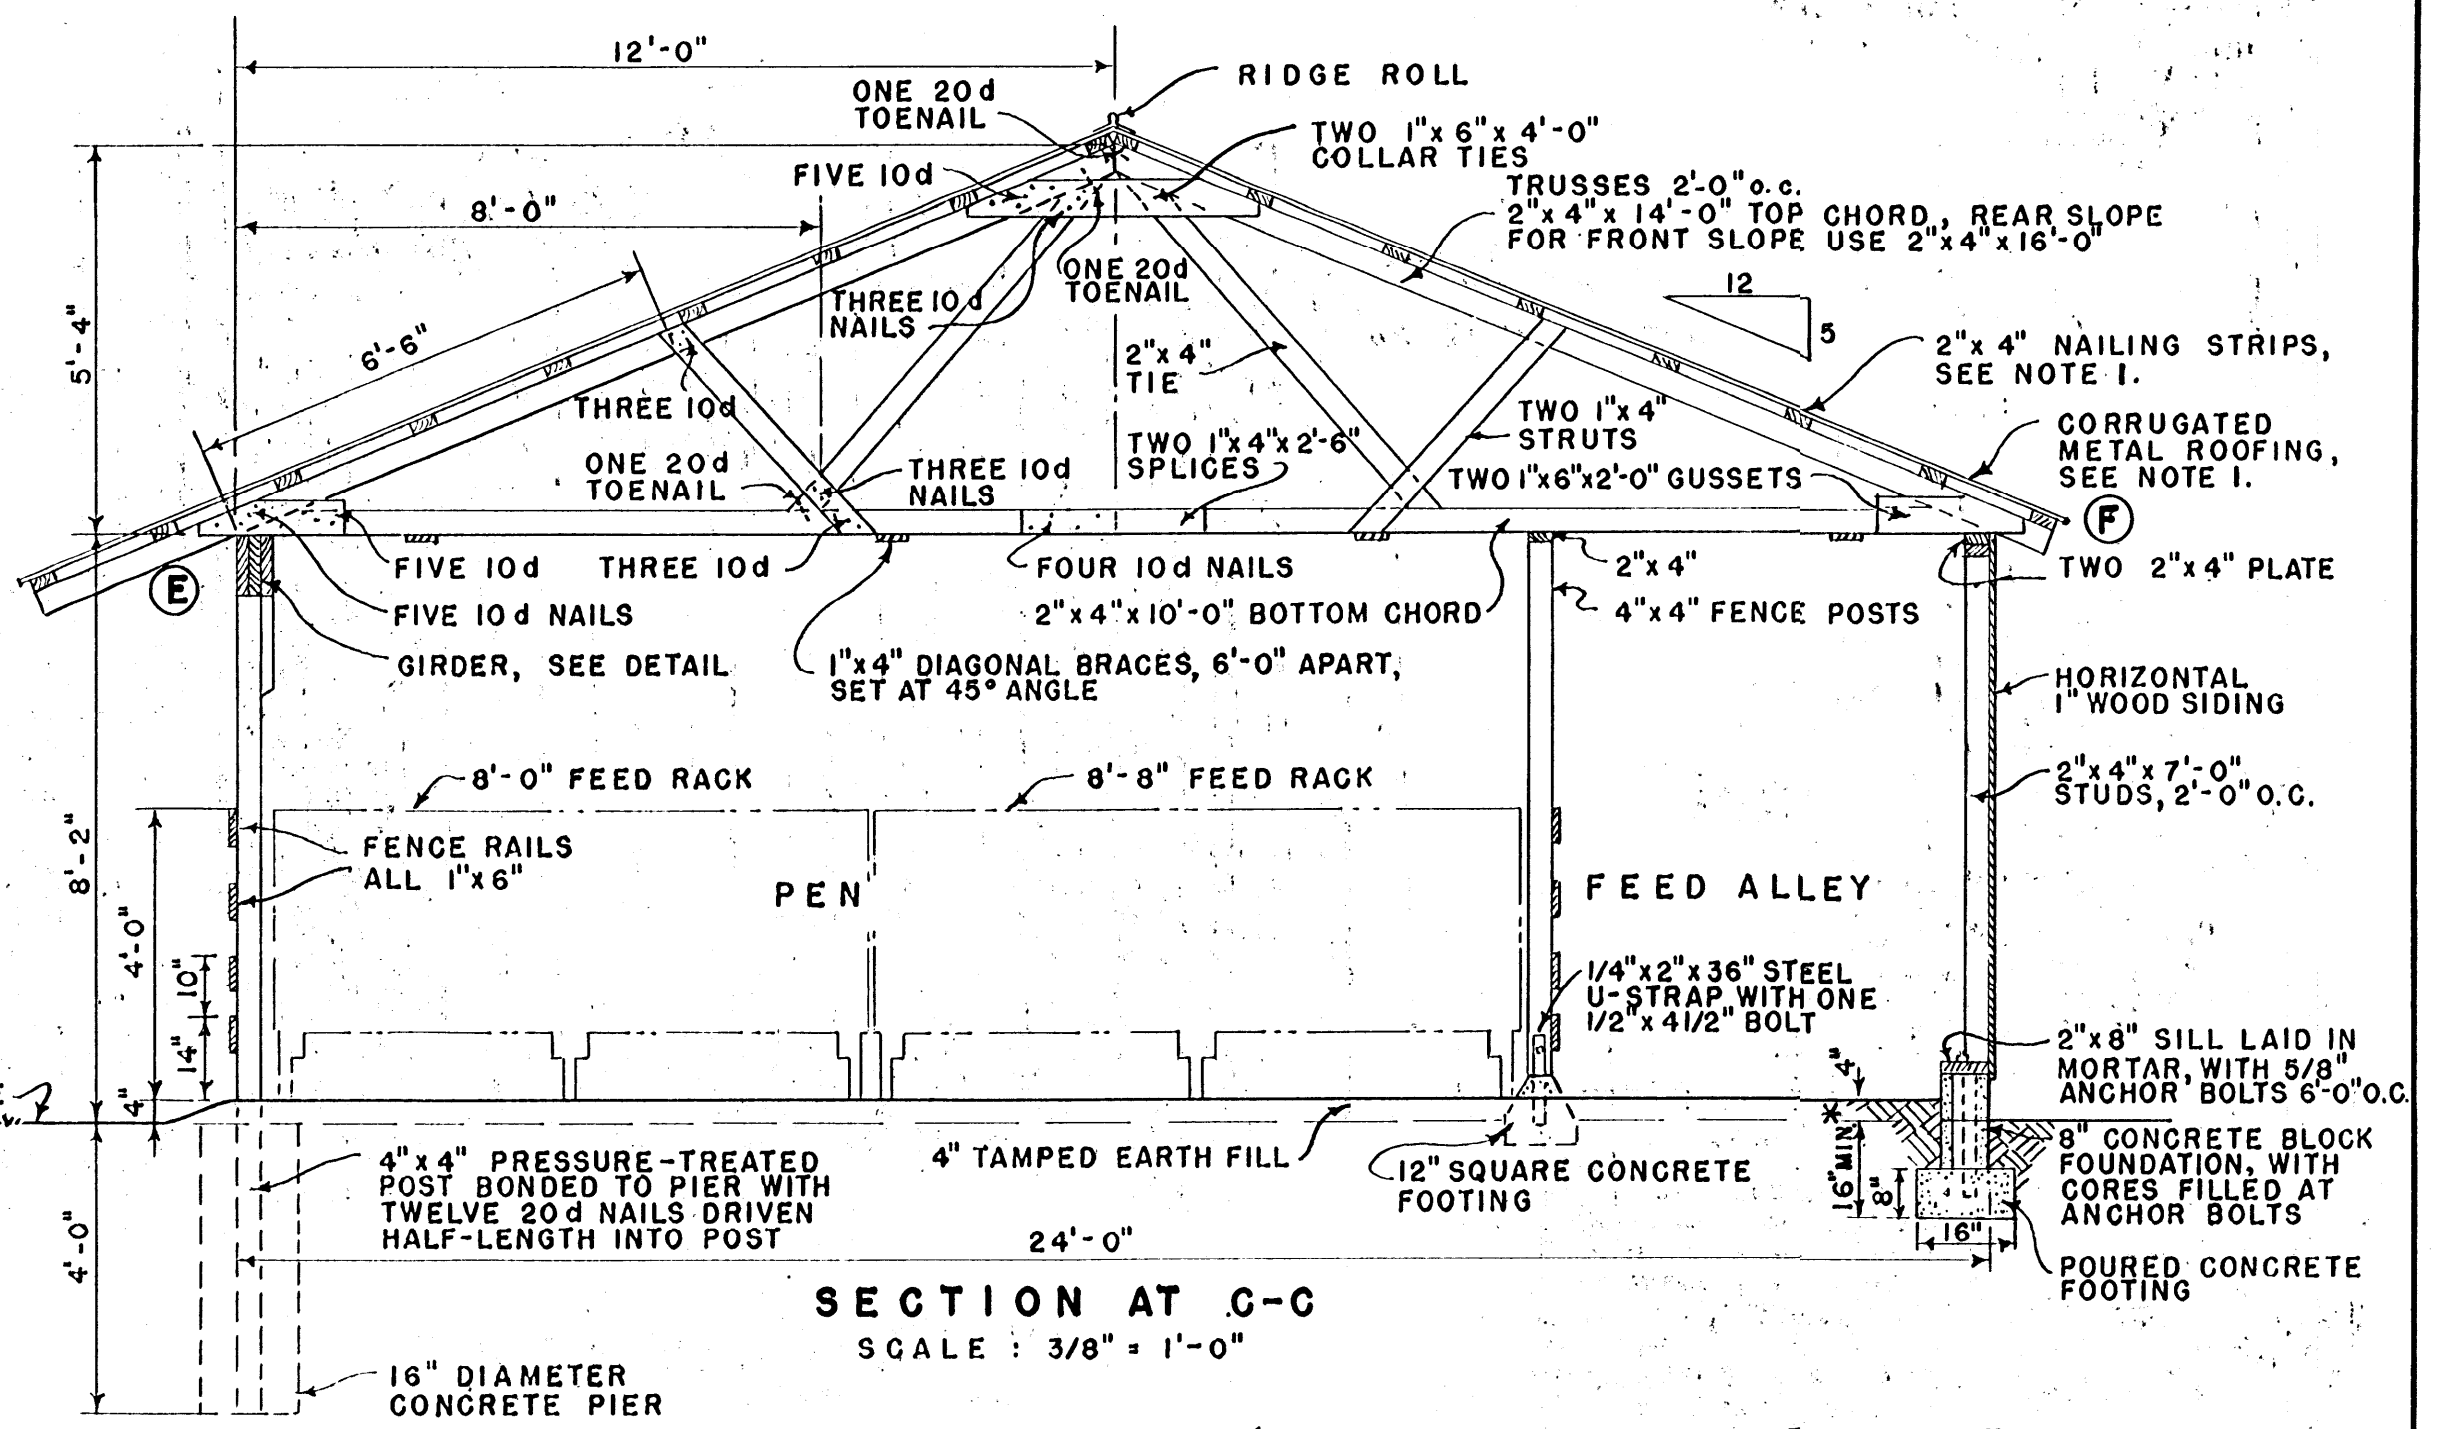 12'-0"
ONE 20d
TOENAIL
RIDGE ROLL
TWO 1"x 6"x 4'-0"
COLLAR TIES
FIVE 10d
TRUSSES 2'-0" o.c.
2"x 4"x 14'-0" TOP CHORD, REAR SLOPE
FOR FRONT SLOPE USE 2"x4"x16'-0"
8'-0"
ONE 20d
TOENAIL
THREE 10d
NAILS
12
5
5'-4"
6'-6"
2"x 4"
TIE
2"x 4" NAILING STRIPS,
SEE NOTE 1.
THREE 10d
TWO 1"x 4"
STRUTS
CORRUGATED
METAL ROOFING,
SEE NOTE 1.
ONE 20d
TOENAIL
THREE 10d
NAILS
TWO 1"x4"x2'-6"
SPLICES
TWO 1"x6"x2'-0" GUSSETS
F
E
FIVE 10d
THREE 10d
FOUR 10d NAILS
2"x 4"
TWO 2"x 4" PLATE
FIVE 10d NAILS
2"x 4"x 10'-0" BOTTOM CHORD
4"x 4" FENCE POSTS
GIRDER, SEE DETAIL
1"x4" DIAGONAL BRACES, 6'-0" APART,
SET AT 45° ANGLE
HORIZONTAL
1" WOOD SIDING
8'-0" FEED RACK
8'-8" FEED RACK
2"x 4"x 7'-0"
STUDS, 2'-0" O.C.
8'-2"
FENCE RAILS
ALL 1"x 6"
PEN
FEED ALLEY
4'-0"
10"
14"
4"
1/4"x 2"x 36" STEEL
U-STRAP WITH ONE
1/2"x 4 1/2" BOLT
4"
2"x 8" SILL LAID IN
MORTAR, WITH 5/8"
ANCHOR BOLTS 6'-0" O.C.
*
16" MIN
8"
16"
4"x 4" PRESSURE-TREATED
POST BONDED TO PIER WITH
TWELVE 20d NAILS DRIVEN
HALF-LENGTH INTO POST
4" TAMPED EARTH FILL
12" SQUARE CONCRETE
FOOTING
8" CONCRETE BLOCK
FOUNDATION, WITH
CORES FILLED AT
ANCHOR BOLTS
4'-0"
24'-0"
POURED CONCRETE
FOOTING
SECTION AT C-C
SCALE : 3/8" = 1'-0"
16" DIAMETER
CONCRETE PIER